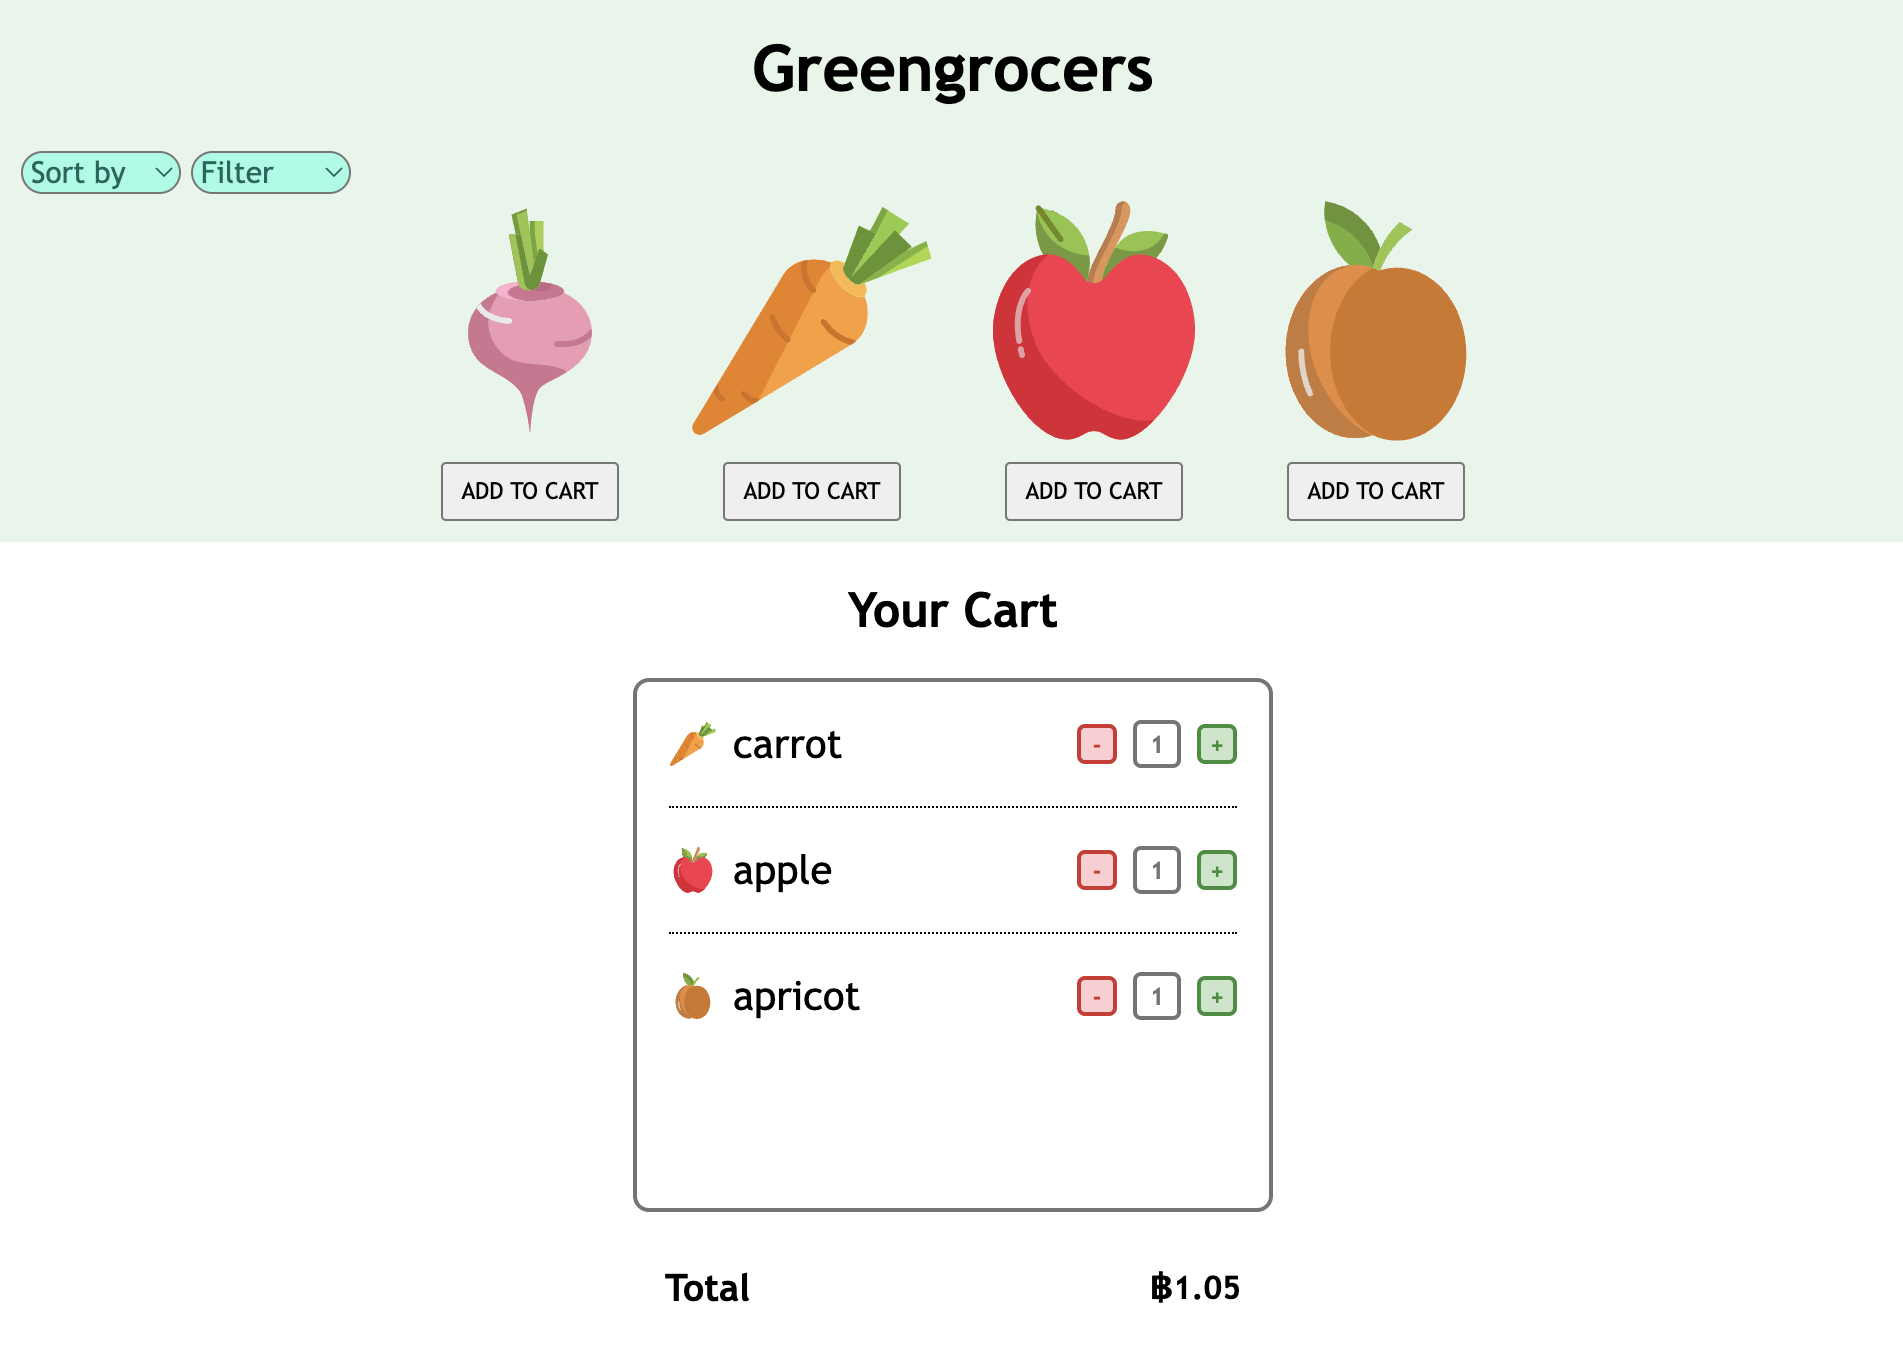 Greengrocers
Sort by Filter
ADD TO CART ADD TO CART ADD TO CART ADD TO CART
Your Cart
carrot - 1 +
apple - 1 +
apricot - 1 +
Total ฿1.05